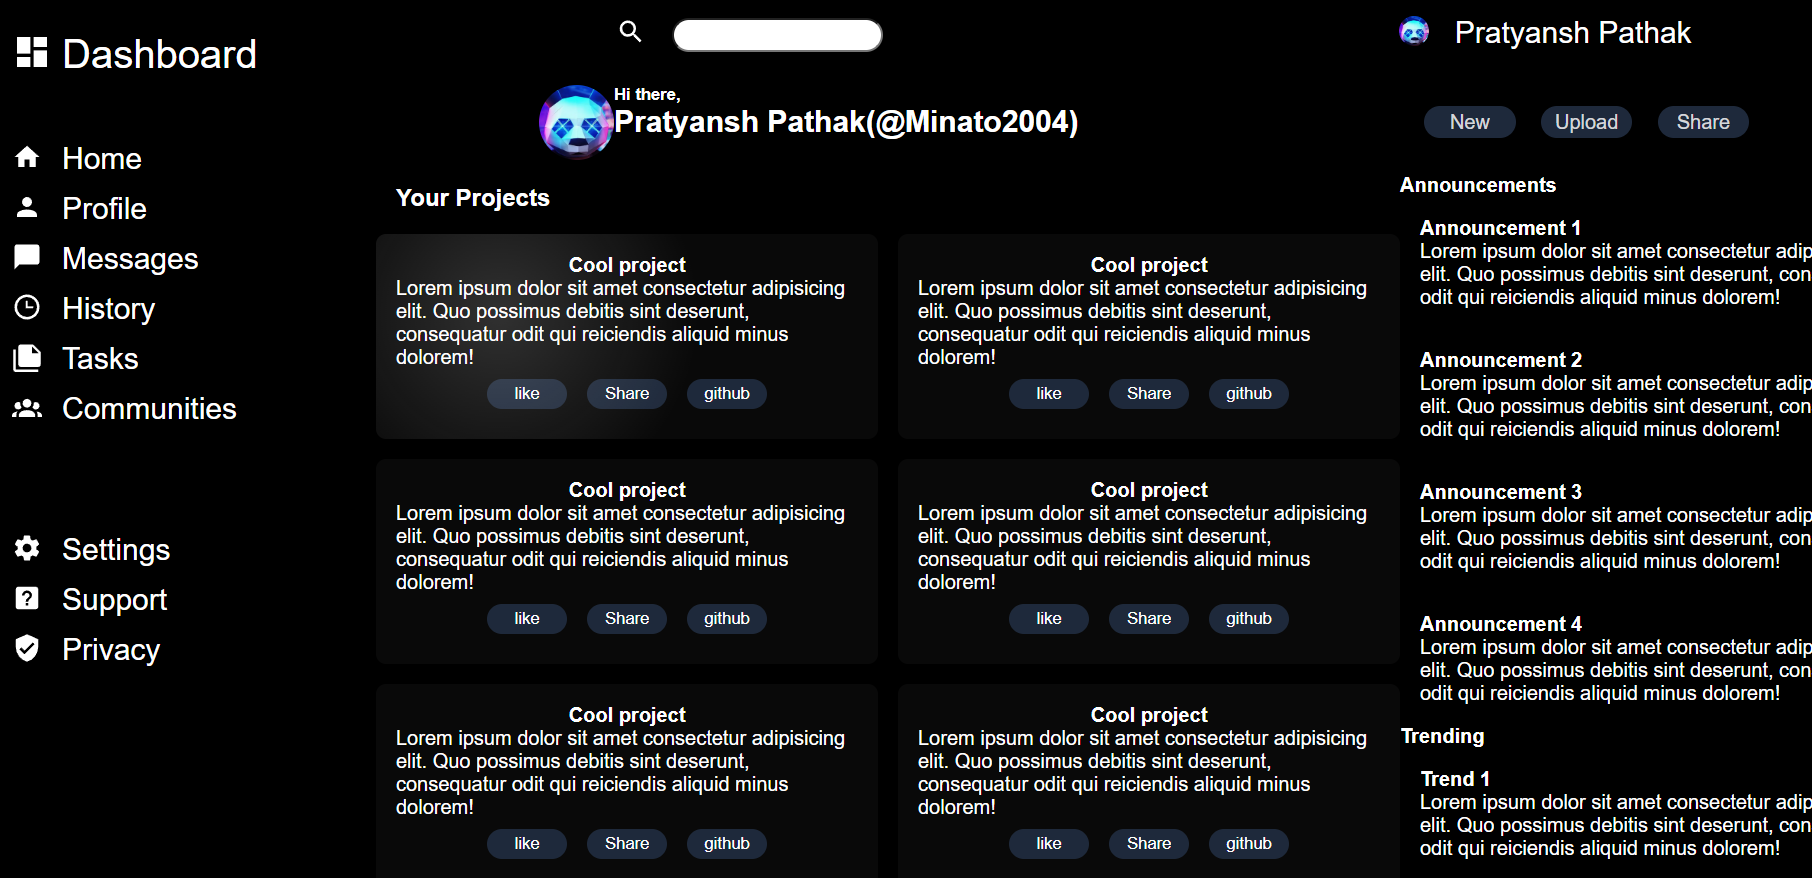 Dashboard
Home
Profile
Messages
History
Tasks
Communities
Settings
Support
Privacy
Pratyansh Pathak
Hi there,
Pratyansh Pathak(@Minato2004)
New
Upload
Share
Your Projects
Cool project
Lorem ipsum dolor sit amet consectetur adipisicing
elit. Quo possimus debitis sint deserunt,
consequatur odit qui reiciendis aliquid minus
dolorem!
like
Share
github
Cool project
Lorem ipsum dolor sit amet consectetur adipisicing
elit. Quo possimus debitis sint deserunt,
consequatur odit qui reiciendis aliquid minus
dolorem!
like
Share
github
Cool project
Lorem ipsum dolor sit amet consectetur adipisicing
elit. Quo possimus debitis sint deserunt,
consequatur odit qui reiciendis aliquid minus
dolorem!
like
Share
github
Cool project
Lorem ipsum dolor sit amet consectetur adipisicing
elit. Quo possimus debitis sint deserunt,
consequatur odit qui reiciendis aliquid minus
dolorem!
like
Share
github
Cool project
Lorem ipsum dolor sit amet consectetur adipisicing
elit. Quo possimus debitis sint deserunt,
consequatur odit qui reiciendis aliquid minus
dolorem!
like
Share
github
Cool project
Lorem ipsum dolor sit amet consectetur adipisicing
elit. Quo possimus debitis sint deserunt,
consequatur odit qui reiciendis aliquid minus
dolorem!
like
Share
github
Announcements
Announcement 1
Lorem ipsum dolor sit amet consectetur adip
elit. Quo possimus debitis sint deserunt, con
odit qui reiciendis aliquid minus dolorem!
Announcement 2
Lorem ipsum dolor sit amet consectetur adip
elit. Quo possimus debitis sint deserunt, con
odit qui reiciendis aliquid minus dolorem!
Announcement 3
Lorem ipsum dolor sit amet consectetur adip
elit. Quo possimus debitis sint deserunt, con
odit qui reiciendis aliquid minus dolorem!
Announcement 4
Lorem ipsum dolor sit amet consectetur adip
elit. Quo possimus debitis sint deserunt, con
odit qui reiciendis aliquid minus dolorem!
Trending
Trend 1
Lorem ipsum dolor sit amet consectetur adip
elit. Quo possimus debitis sint deserunt, con
odit qui reiciendis aliquid minus dolorem!